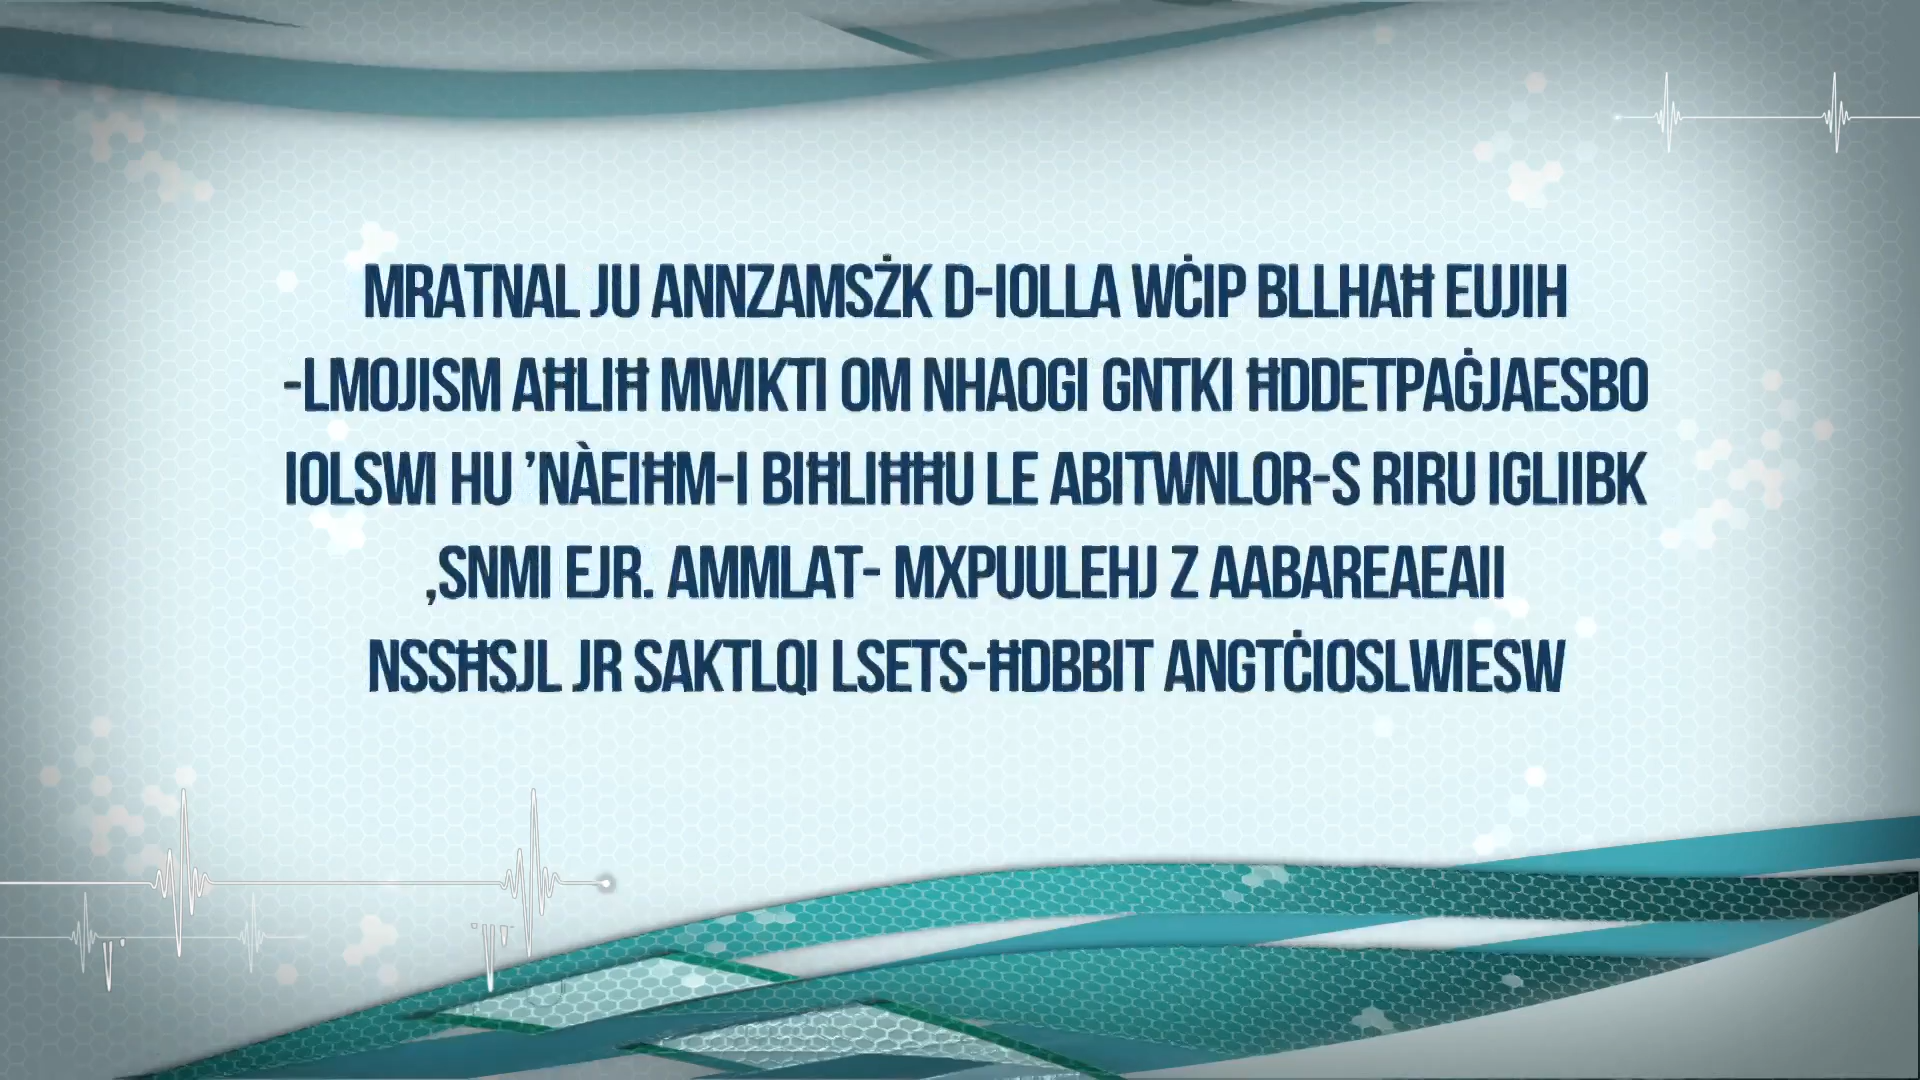 MRATNAL JU ANNZAMSŻK D-IOLLA WĊIP BLLHAĦ EUJIH
-LMOJISM AĦLIĦ MWIKTI OM NHAOGI GNTKI ĦDDETPAĠJAESBO
IOLSWI HU ’NÀEIĦM-I BIĦLIĦĦU LE ABITWNLOR-S RIRU IGLIIBK
,SNMI EJR. AMMLAT- MXPUULEHJ Z AABAREAEAII
NSSĦSJL JR SAKTLQI LSETS-ĦDBBIT ANGTĊIOSLWIESW